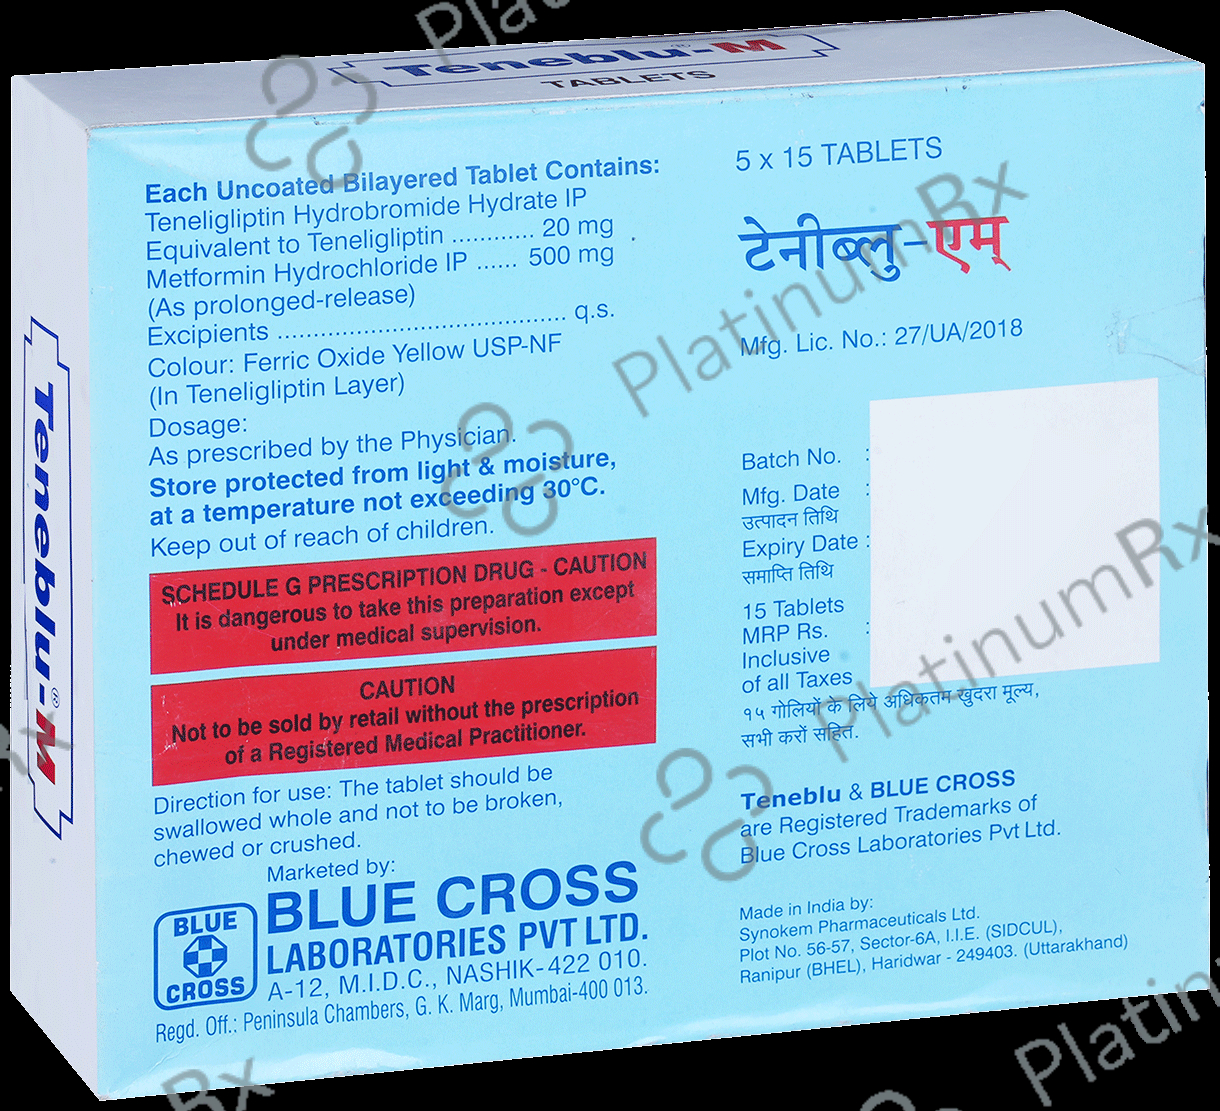 Teneblu®-M
TABLETS
Teneblu®-M
Each Uncoated Bilayered Tablet Contains:
Teneligliptin Hydrobromide Hydrate IP
Equivalent to Teneligliptin ............ 20 mg
Metformin Hydrochloride IP ...... 500 mg
(As prolonged-release)
Excipients ........................................ q.s.
Colour: Ferric Oxide Yellow USP-NF
(In Teneligliptin Layer)
Dosage:
As prescribed by the Physician.
Store protected from light & moisture,
at a temperature not exceeding 30°C.
Keep out of reach of children.
SCHEDULE G PRESCRIPTION DRUG - CAUTION
It is dangerous to take this preparation except
under medical supervision.
CAUTION
Not to be sold by retail without the prescription
of a Registered Medical Practitioner.
Direction for use: The tablet should be
swallowed whole and not to be broken,
chewed or crushed.
Marketed by:
BLUE CROSS
LABORATORIES PVT LTD.
A-12, M.I.D.C., NASHIK-422 010.
Regd. Off.: Peninsula Chambers, G. K. Marg, Mumbai-400 013.
BLUE
CROSS
5 x 15 TABLETS
टेनीब्लु-एम्
Mfg. Lic. No.: 27/UA/2018
Batch No. :
Mfg. Date :
उत्पादन तिथि
Expiry Date :
समाप्ति तिथि
15 Tablets
MRP Rs. :
Inclusive
of all Taxes
१५ गोलियों के लिये अधिकतम खुदरा मूल्य,
सभी करों सहित.
Teneblu & BLUE CROSS
are Registered Trademarks of
Blue Cross Laboratories Pvt Ltd.
Made in India by:
Synokem Pharmaceuticals Ltd.
Plot No. 56-57, Sector-6A, I.I.E. (SIDCUL),
Ranipur (BHEL), Haridwar - 249403. (Uttarakhand)
PlatinumRx
PlatinumRx
Platin
Rx
Rx
Pla